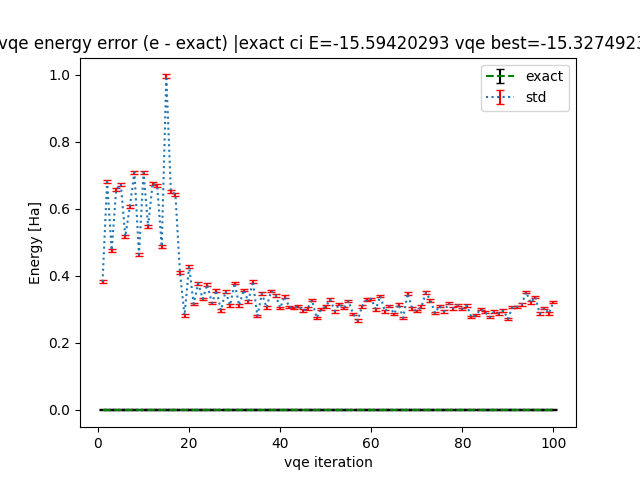 vqe energy error (e - exact) |exact ci E=-15.59420293 vqe best=-15.3274923
exact
std
Energy [Ha]
1.0
0.8
0.6
0.4
0.2
0.0
0 20 40 60 80 100
vqe iteration